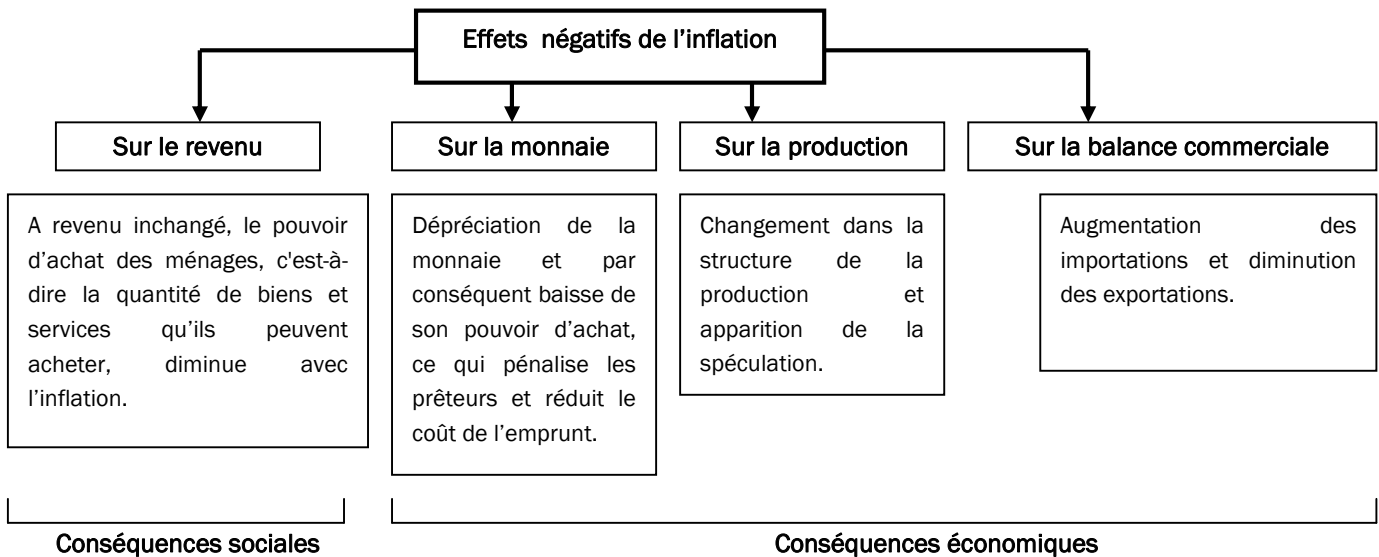 Effets négatifs de l'inflation
Sur le revenu
Sur la monnaie
Sur la production
Sur la balance commerciale
A revenu inchangé, le pouvoir
d'achat des ménages, c'est-à-
dire la quantité de biens et
services qu'ils peuvent
acheter, diminue avec
l'inflation.
Dépréciation de la
monnaie et par
conséquent baisse de
son pouvoir d'achat,
ce qui pénalise les
prêteurs et réduit le
coût de l'emprunt.
Changement dans la
structure de la
production et
apparition de la
spéculation.
Augmentation des
importations et diminution
des exportations.
Conséquences sociales
Conséquences économiques